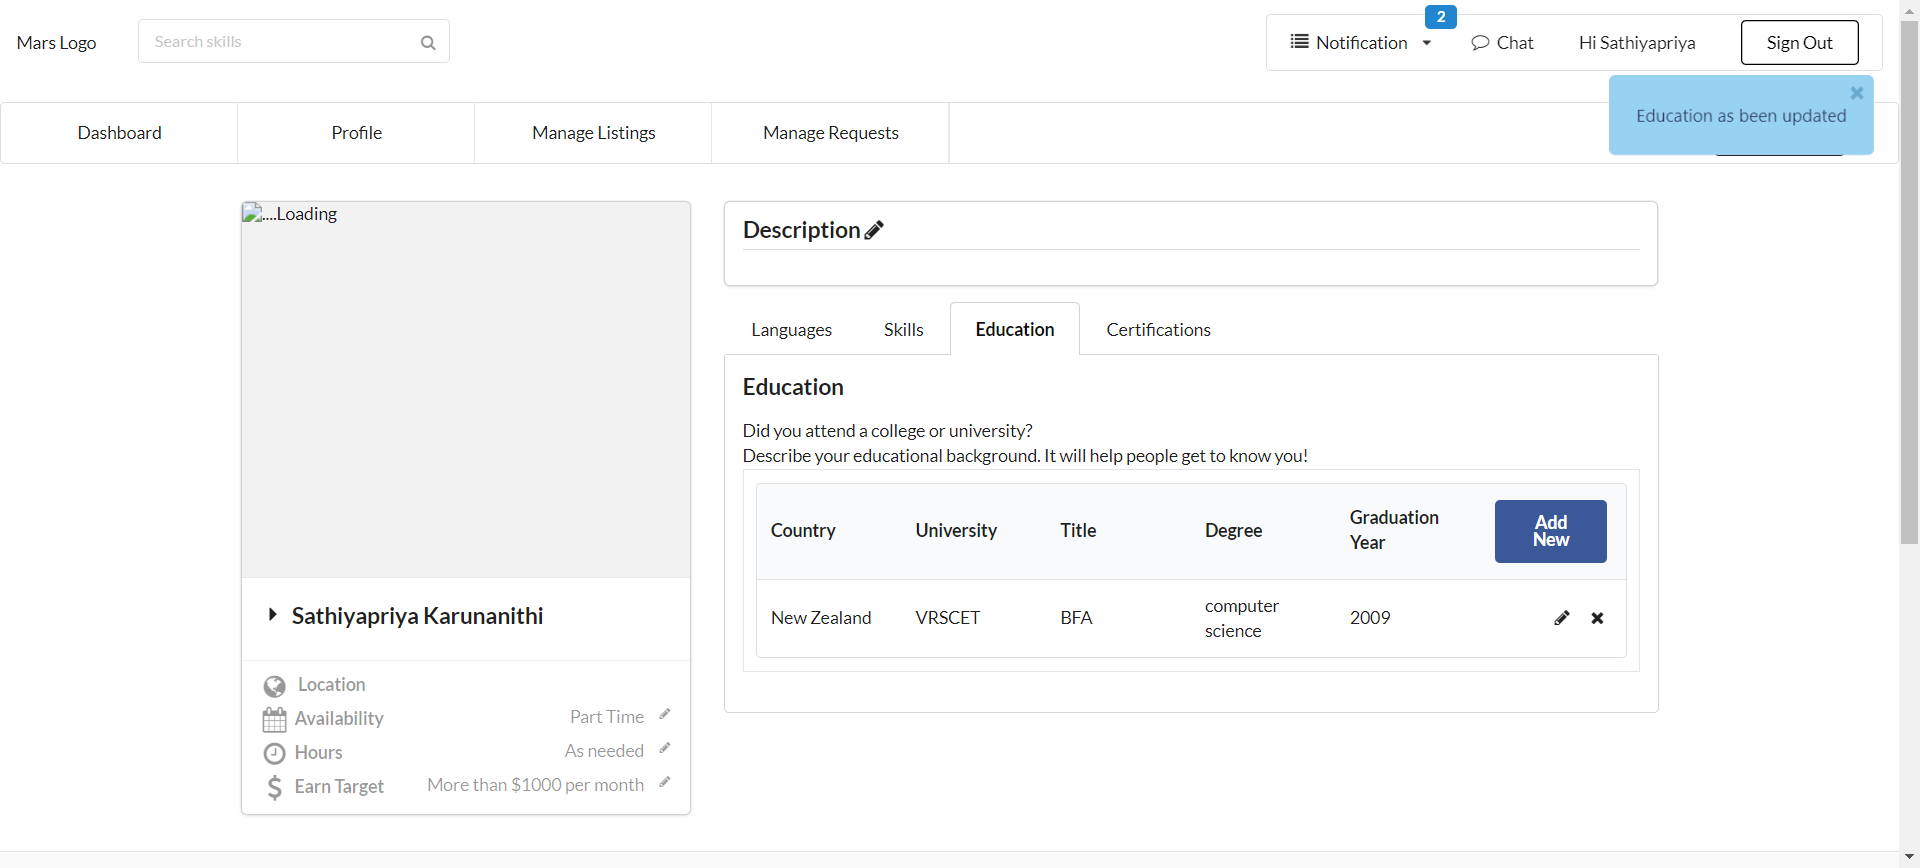 Mars Logo
Search skills
Notification
2
Chat
Hi Sathiyapriya
Sign Out
Education as been updated
Dashboard
Profile
Manage Listings
Manage Requests
....Loading
Sathiyapriya Karunanithi
Location
Availability
Part Time
Hours
As needed
Earn Target
More than $1000 per month
Description
Languages
Skills
Education
Certifications
Education
Did you attend a college or university?
Describe your educational background. It will help people get to know you!
Country
University
Title
Degree
Graduation
Year
Add
New
New Zealand
VRSCET
BFA
computer
science
2009